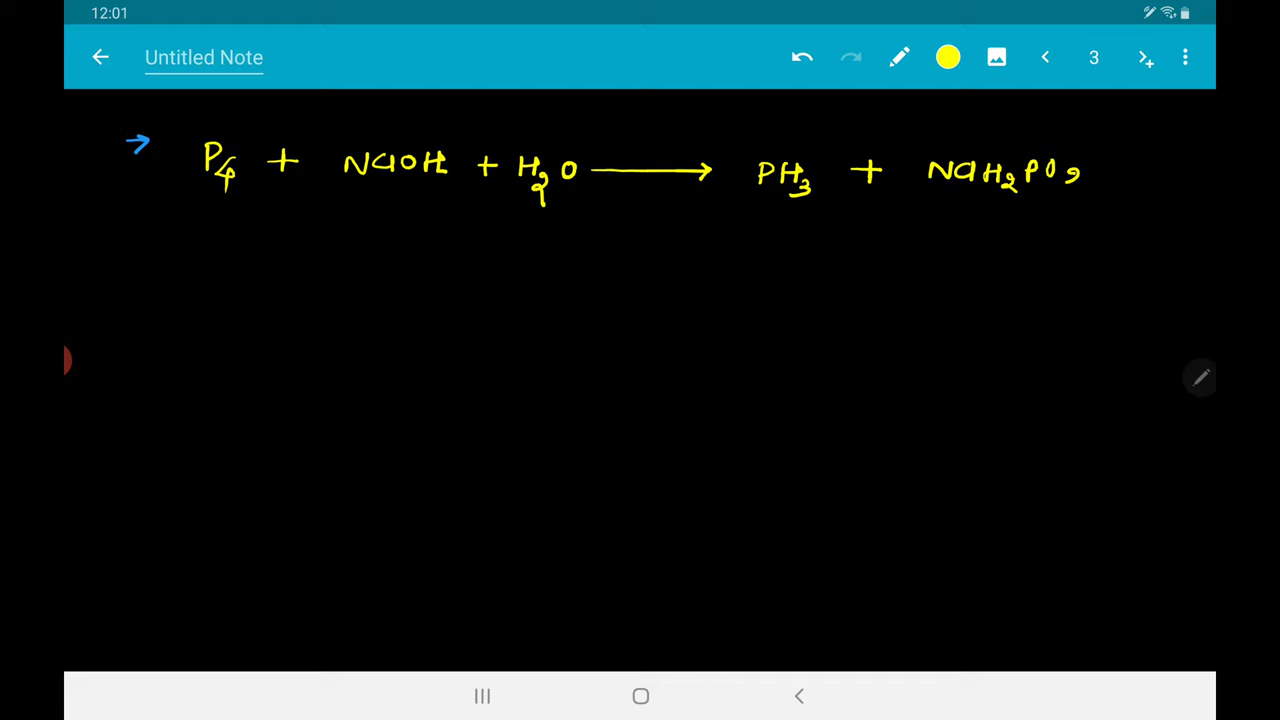 12:01
Untitled Note
3
→ P₄ + NaOH + H₂O ⟶ PH₃ + NaH₂PO₂